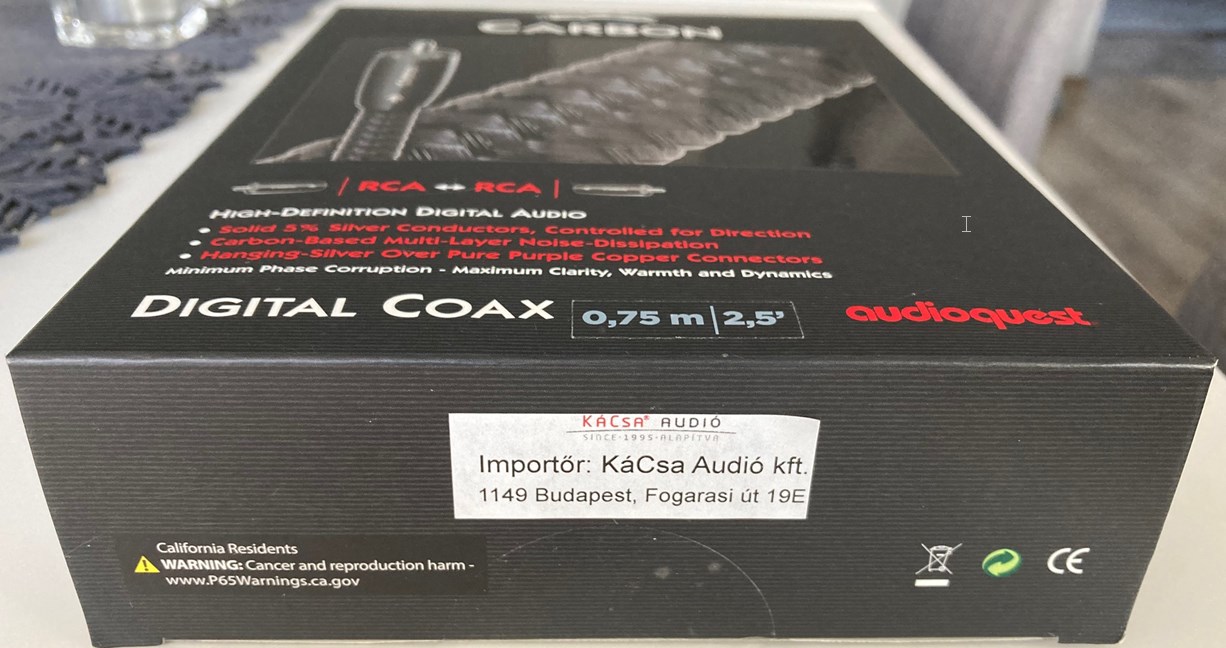 CARBON
| RCA ↔ RCA |
HIGH-DEFINITION DIGITAL AUDIO
• Solid 5% Silver Conductors, Controlled for Direction
• Carbon-Based Multi-Layer Noise-Dissipation
• Hanging-Silver Over Pure Purple Copper Connectors
Minimum Phase Corruption - Maximum Clarity, Warmth and Dynamics
DIGITAL COAX 0,75 m | 2,5’ audioquest
KÁCSA® AUDIÓ
SINCE·1995·ALAPÍTVA
Importőr: KáCsa Audió kft.
1149 Budapest, Fogarasi út 19E
California Residents
WARNING: Cancer and reproduction harm -
www.P65Warnings.ca.gov
CE